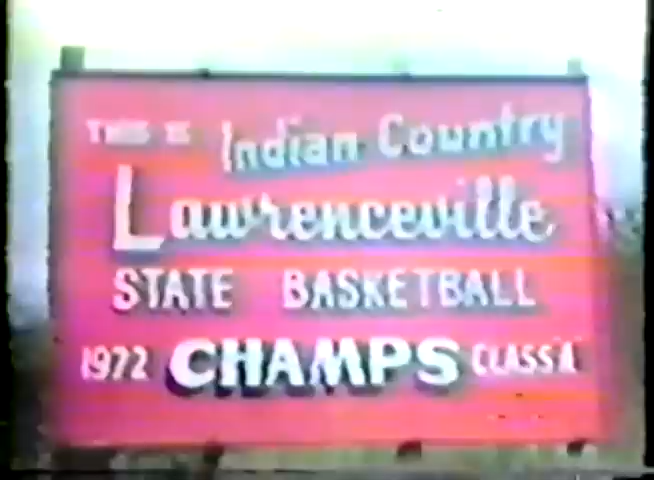 THIS IS Indian Country
Lawrenceville
STATE BASKETBALL
1972 CHAMPS CLASS A